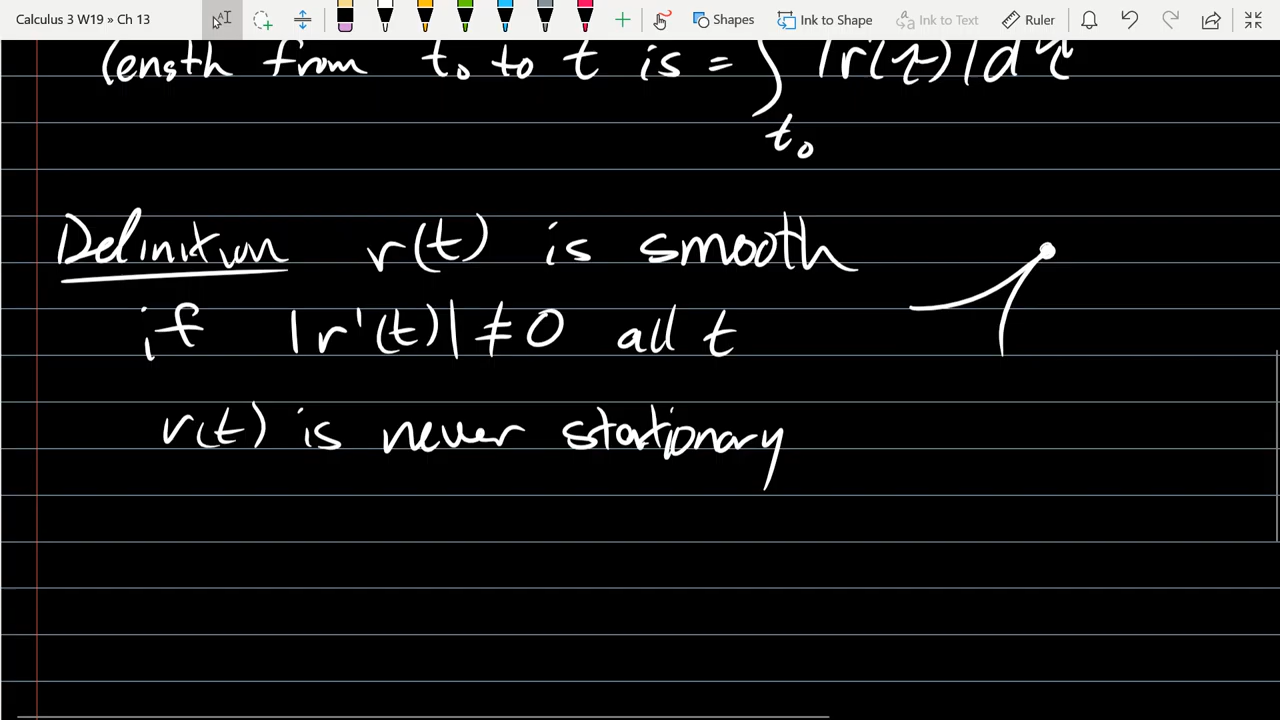 Calculus 3 W19 » Ch 13
Shapes Ink to Shape Ink to Text Ruler
length from t₀ to t is = ∫ |r'(τ)|dτ
t₀
Definition r(t) is smooth
if |r'(t)| ≠ 0 all t
r(t) is never stationary